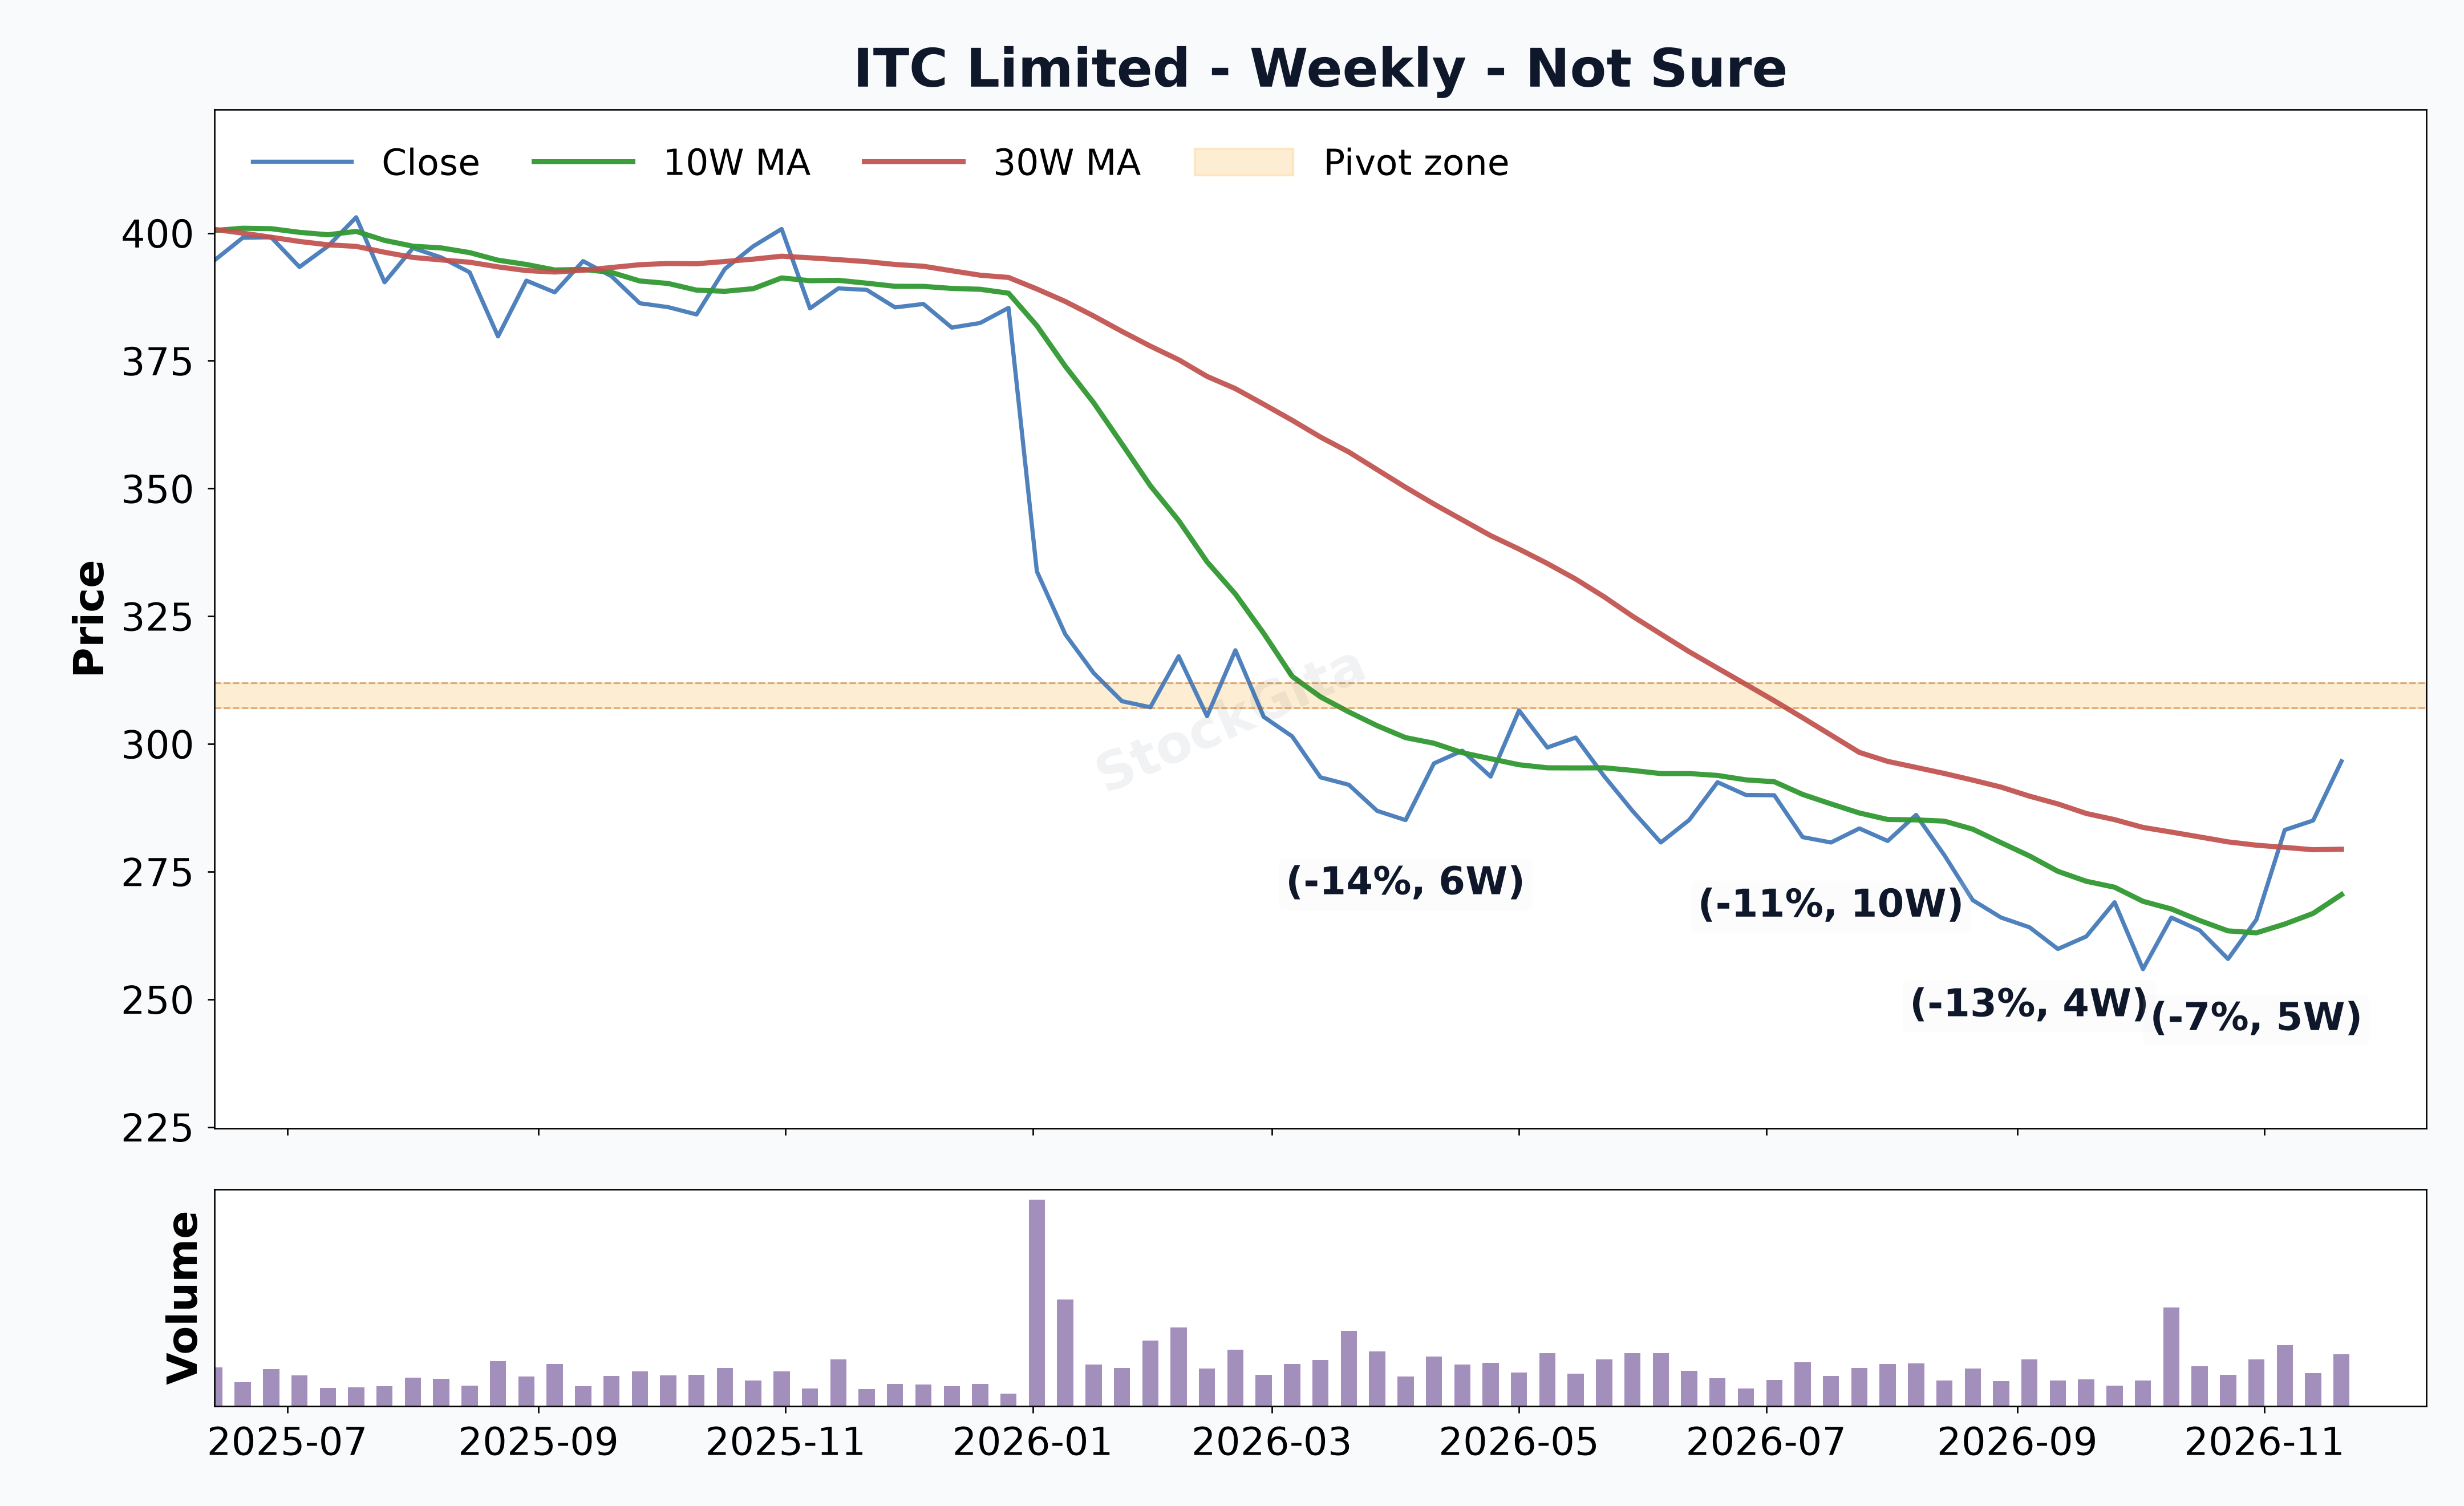 ITC Limited - Weekly - Not Sure
Close 10W MA 30W MA Pivot zone
400
375
350
325
300
275
250
225
Price
StockGita
(-14%, 6W)
(-11%, 10W)
(-13%, 4W)
(-7%, 5W)
Volume
2025-07 2025-09 2025-11 2026-01 2026-03 2026-05 2026-07 2026-09 2026-11